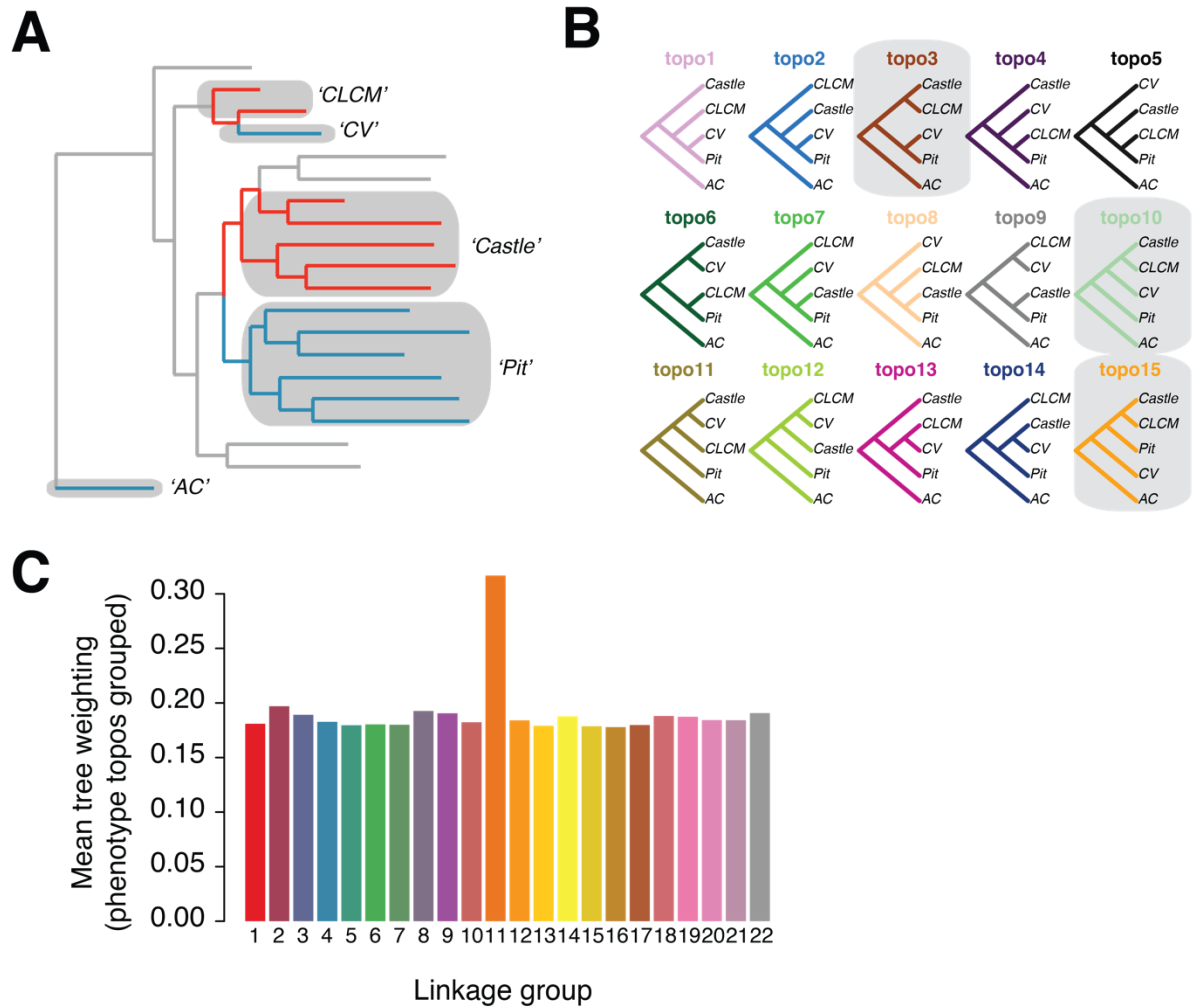 A
‘CLCM’
‘CV’
‘Castle’
‘Pit’
‘AC’
B
topo1 topo2 topo3 topo4 topo5
Castle CLCM Castle Castle CV
CLCM Castle CLCM CV Castle
CV CV CV CLCM CLCM
Pit Pit Pit Pit Pit
AC AC AC AC AC
topo6 topo7 topo8 topo9 topo10
Castle CLCM CV CLCM Castle
CV CV CLCM CV CLCM
CLCM Castle Castle Castle CV
Pit Pit Pit Pit Pit
AC AC AC AC AC
topo11 topo12 topo13 topo14 topo15
Castle CLCM Castle CLCM Castle
CV CV CLCM Castle CLCM
CLCM Castle CV CV Pit
Pit Pit Pit Pit CV
AC AC AC AC AC
C
Mean tree weighting
(phenotype topos grouped)
0.30
0.25
0.20
0.15
0.10
0.05
0.00
1 2 3 4 5 6 7 8 9 10 11 12 13 14 15 16 17 18 19 20 21 22
Linkage group